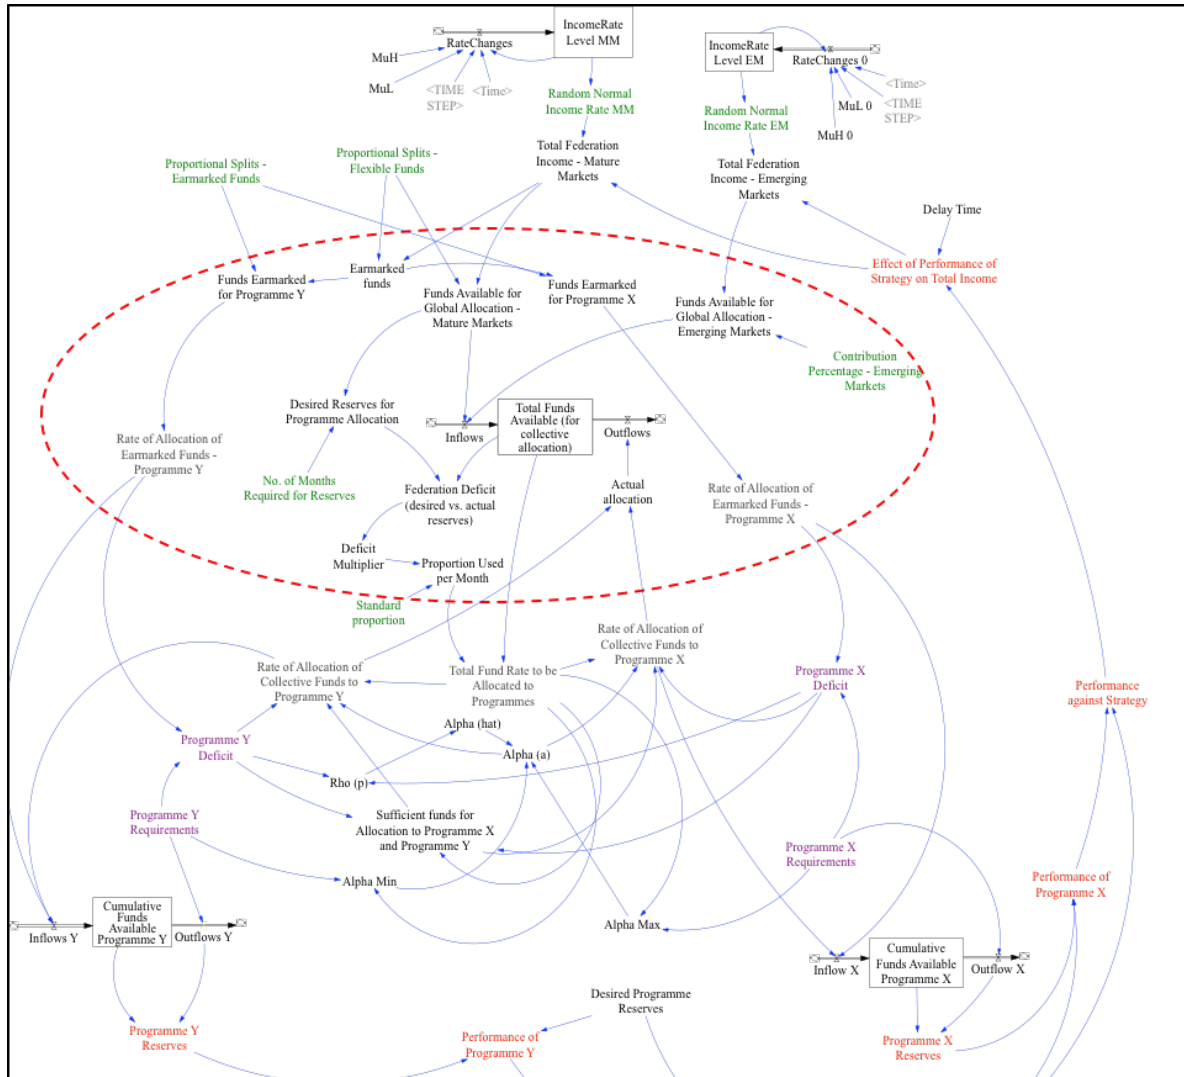 IncomeRate
Level MM
RateChanges
MuH
MuL
<TIME
STEP>
<Time>
IncomeRate
Level EM
RateChanges 0
<Time>
MuL 0
<TIME
STEP>
MuH 0
Random Normal
Income Rate MM
Random Normal
Income Rate EM
Proportional Splits -
Earmarked Funds
Proportional Splits -
Flexible Funds
Total Federation
Income - Mature
Markets
Total Federation
Income - Emerging
Markets
Delay Time
Effect of Performance of
Strategy on Total Income
Funds Earmarked
for Programme Y
Earmarked
funds
Funds Available for
Global Allocation -
Mature Markets
Funds Earmarked
for Programme X
Funds Available for
Global Allocation -
Emerging Markets
Contribution
Percentage - Emerging
Markets
Desired Reserves for
Programme Allocation
Inflows
Total Funds
Available (for
collective
allocation)
Outflows
Rate of Allocation of
Earmarked Funds -
Programme Y
No. of Months
Required for Reserves
Federation Deficit
(desired vs. actual
reserves)
Actual
allocation
Rate of Allocation of
Earmarked Funds -
Programme X
Deficit
Multiplier
Proportion Used
per Month
Standard
proportion
Rate of Allocation of
Collective Funds to
Programme X
Rate of Allocation of
Collective Funds to
Programme Y
Total Fund Rate to be
Allocated to
Programmes
Programme X
Deficit
Performance
against Strategy
Alpha (hat)
Programme Y
Deficit
Alpha (a)
Rho (p)
Programme Y
Requirements
Sufficient funds for
Allocation to Programme X
and Programme Y
Programme X
Requirements
Alpha Min
Performance of
Programme X
Alpha Max
Inflows Y
Cumulative
Funds
Available
Programme Y
Outflows Y
Inflow X
Cumulative
Funds Available
Programme X
Outflow X
Desired Programme
Reserves
Programme Y
Reserves
Performance of
Programme Y
Programme X
Reserves